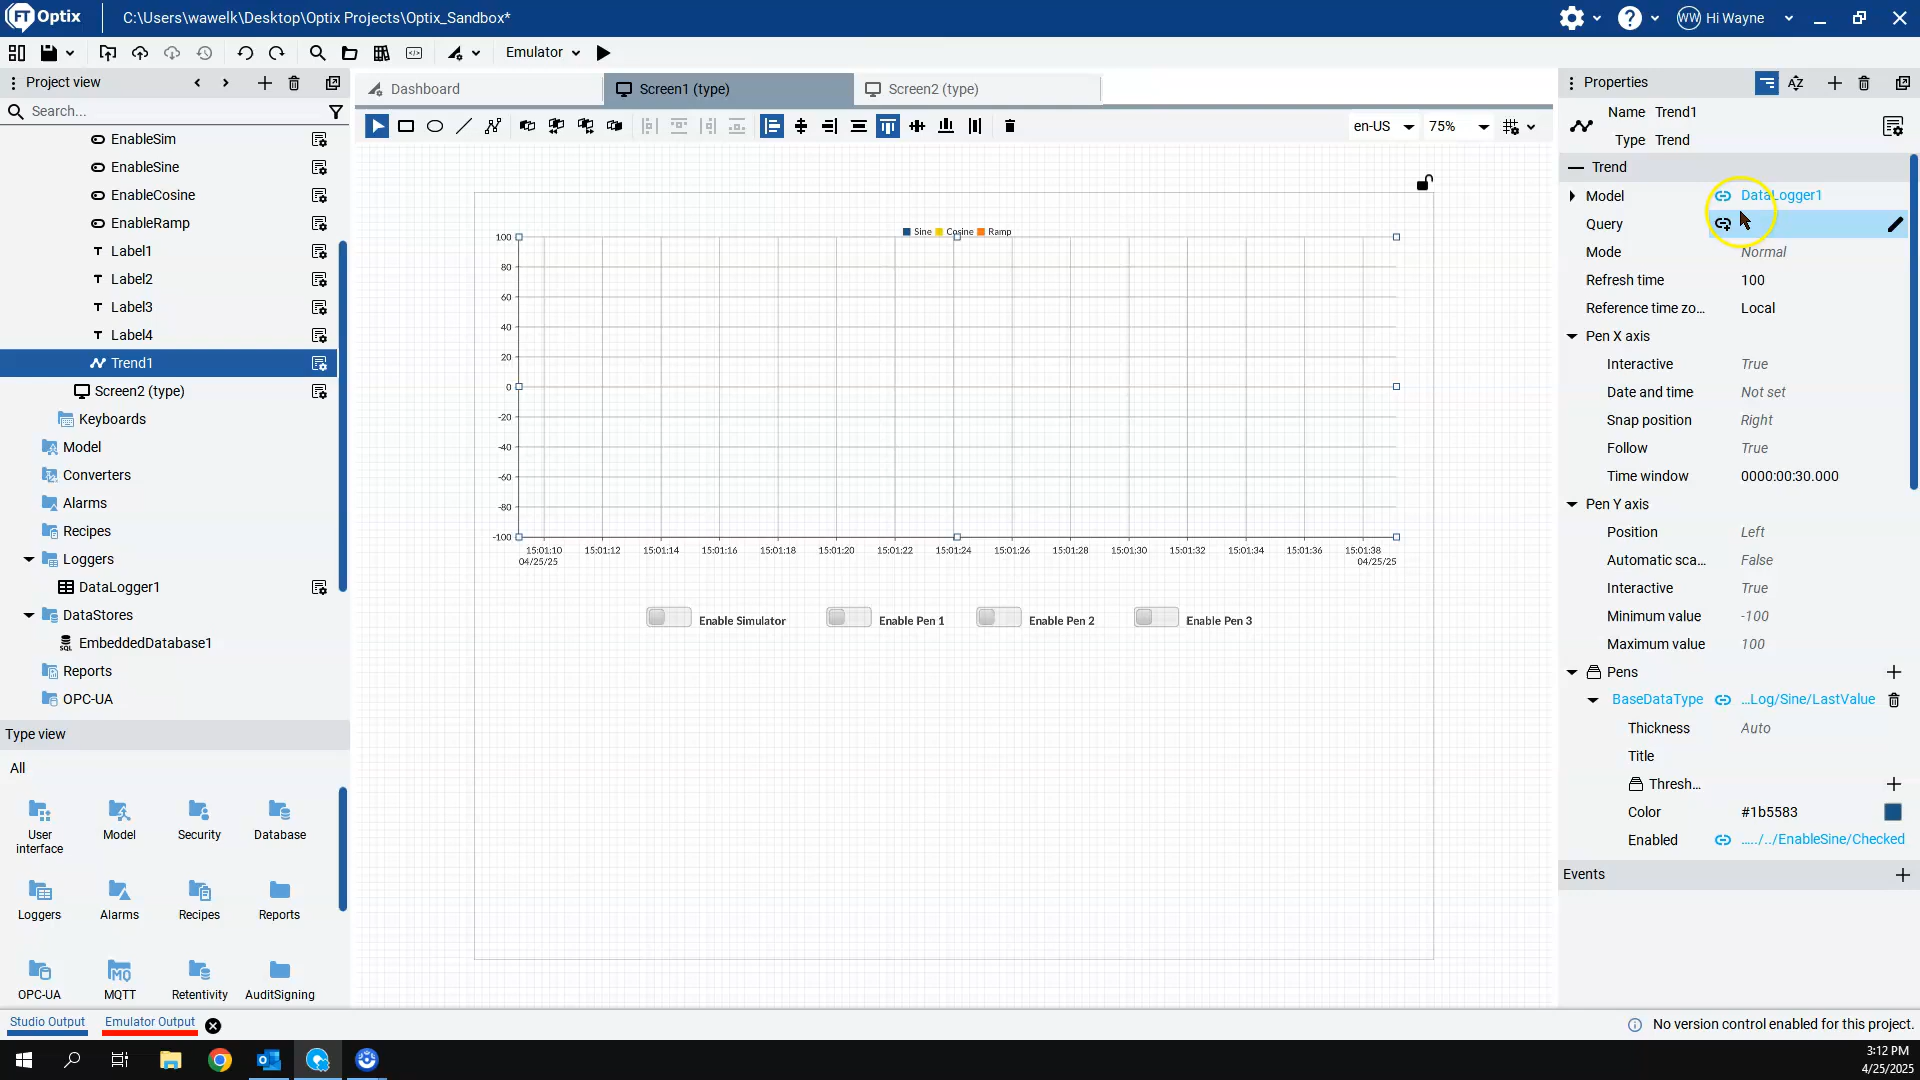 FT Optix
C:\Users\wawelk\Desktop\Optix Projects\Optix_Sandbox*
WW Hi Wayne
Emulator
Project view
Search...
EnableSim
EnableSine
EnableCosine
EnableRamp
Label1
Label2
Label3
Label4
Trend1
Screen2 (type)
Keyboards
Model
Converters
Alarms
Recipes
Loggers
DataLogger1
DataStores
EmbeddedDatabase1
Reports
OPC-UA
Type view
All
User interface
Model
Security
Database
Loggers
Alarms
Recipes
Reports
OPC-UA
MQTT
Retentivity
AuditSigning
Dashboard
Screen1 (type)
Screen2 (type)
en-US
75%
Sine Cosine Ramp
100
80
60
40
20
0
-20
-40
-60
-80
-100
15:01:10 15:01:12 15:01:14 15:01:16 15:01:18 15:01:20 15:01:22 15:01:24 15:01:26 15:01:28 15:01:30 15:01:32 15:01:34 15:01:36 15:01:38
04/25/25 04/25/25
Enable Simulator
Enable Pen 1
Enable Pen 2
Enable Pen 3
Properties
Name Trend1
Type Trend
Trend
Model DataLogger1
Query
Mode Normal
Refresh time 100
Reference time zo... Local
Pen X axis
Interactive True
Date and time Not set
Snap position Right
Follow True
Time window 0000:00:30.000
Pen Y axis
Position Left
Automatic sca... False
Interactive True
Minimum value -100
Maximum value 100
Pens
BaseDataType ...Log/Sine/LastValue
Thickness Auto
Title
Thresh...
Color #1b5583
Enabled ...../../EnableSine/Checked
Events
Studio Output
Emulator Output
No version control enabled for this project.
3:12 PM
4/25/2025